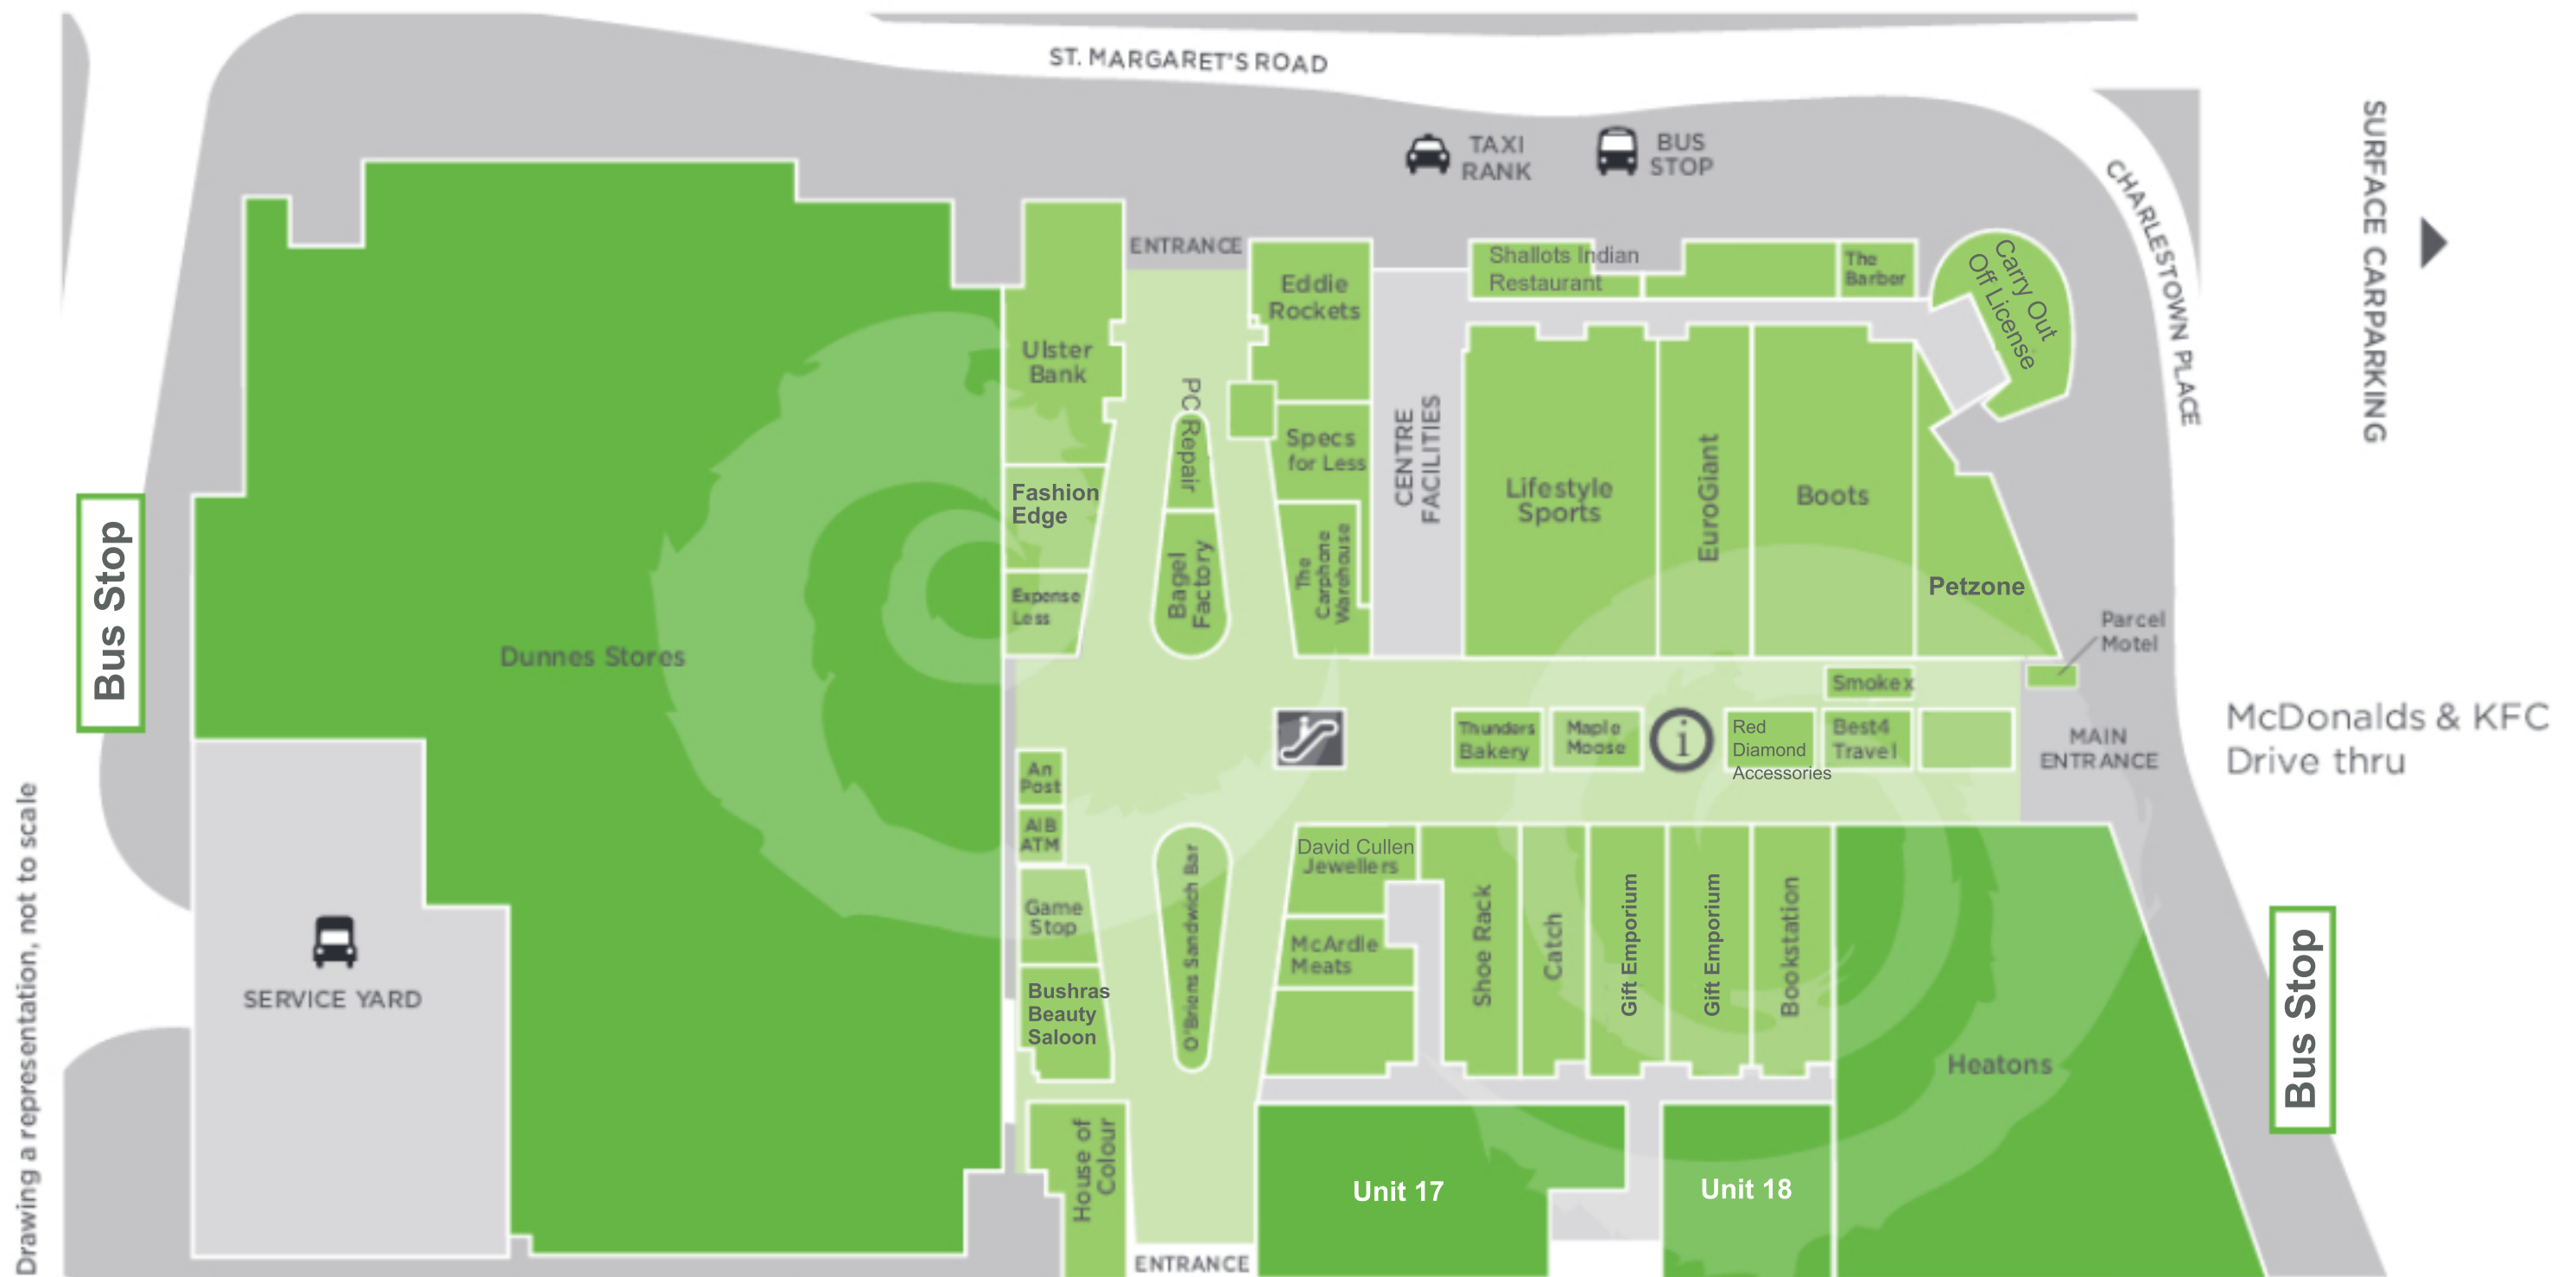 ST. MARGARET'S ROAD
TAXI
RANK
BUS
STOP
CHARLESTOWN PLACE
SURFACE CARPARKING
ENTRANCE
Eddie
Rockets
Shallots Indian
Restaurant
The
Barber
Carry Out
Off License
Ulster
Bank
PC Repair
Specs
for Less
CENTRE
FACILITIES
Lifestyle
Sports
EuroGiant
Boots
Petzone
Fashion
Edge
Bagel
Factory
The
Carphone
Warehouse
Expense
Less
Bus Stop
Dunnes Stores
Parcel
Motel
Smokex
Thunders
Bakery
Maple
Moose
i
Red
Diamond
Accessories
Best4
Travel
MAIN
ENTRANCE
McDonalds & KFC
Drive thru
An
Post
AIB
ATM
Game
Stop
Bushras
Beauty
Saloon
O'Briens Sandwich Bar
David Cullen
Jewellers
McArdle
Meats
Shoe Rack
Catch
Gift Emporium
Gift Emporium
Bookstation
Heatons
Bus Stop
SERVICE YARD
House of
Colour
Unit 17
Unit 18
ENTRANCE
Drawing a representation, not to scale